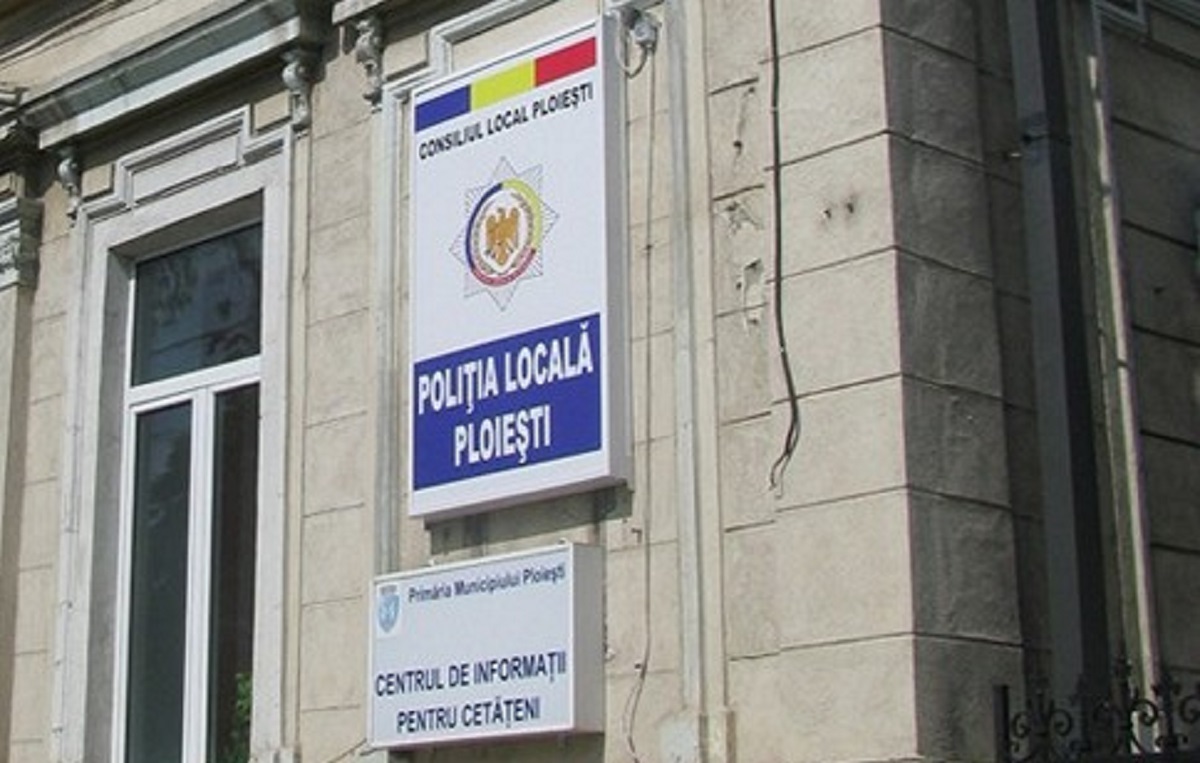 CONSILIUL LOCAL PLOIEŞTI
POLIŢIA LOCALĂ
PLOIEŞTI
Primăria Municipiului Ploieşti
CENTRUL DE INFORMAŢII
PENTRU CETĂŢENI